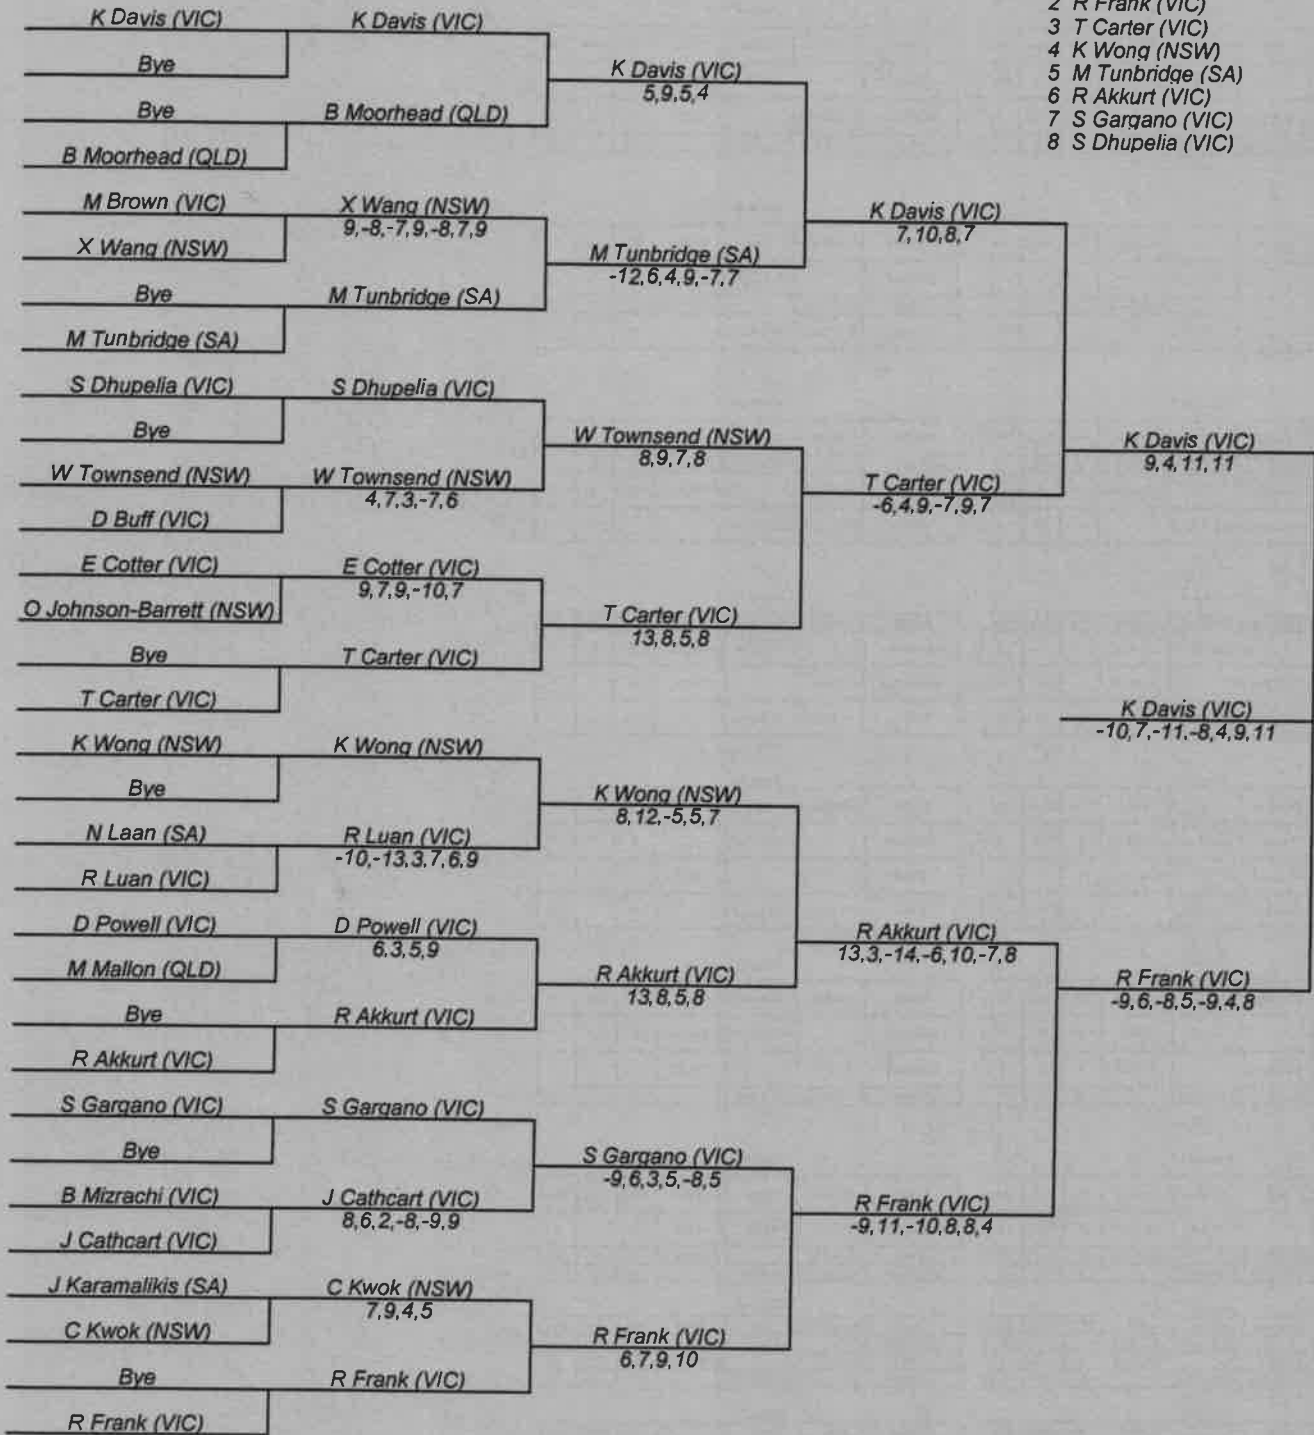 2 R Frank (VIC)
3 T Carter (VIC)
4 K Wong (NSW)
5 M Tunbridge (SA)
6 R Akkurt (VIC)
7 S Gargano (VIC)
8 S Dhupelia (VIC)
K Davis (VIC)
Bye
Bye
B Moorhead (QLD)
M Brown (VIC)
X Wang (NSW)
Bye
M Tunbridge (SA)
S Dhupelia (VIC)
Bye
W Townsend (NSW)
D Buff (VIC)
E Cotter (VIC)
O Johnson-Barrett (NSW)
Bye
T Carter (VIC)
K Wong (NSW)
Bye
N Laan (SA)
R Luan (VIC)
D Powell (VIC)
M Mallon (QLD)
Bye
R Akkurt (VIC)
S Gargano (VIC)
Bye
B Mizrachi (VIC)
J Cathcart (VIC)
J Karamalikis (SA)
C Kwok (NSW)
Bye
R Frank (VIC)
K Davis (VIC)
B Moorhead (QLD)
X Wang (NSW)
9,-8,-7,9,-8,7,9
M Tunbridge (SA)
S Dhupelia (VIC)
W Townsend (NSW)
4,7,3,-7,6
E Cotter (VIC)
9,7,9,-10,7
T Carter (VIC)
K Wong (NSW)
R Luan (VIC)
-10,-13,3,7,6,9
D Powell (VIC)
6,3,5,9
R Akkurt (VIC)
S Gargano (VIC)
J Cathcart (VIC)
8,6,2,-8,-9,9
C Kwok (NSW)
7,9,4,5
R Frank (VIC)
K Davis (VIC)
5,9,5,4
M Tunbridge (SA)
-12,6,4,9,-7,7
W Townsend (NSW)
8,9,7,8
T Carter (VIC)
13,8,5,8
K Wong (NSW)
8,12,-5,5,7
R Akkurt (VIC)
13,8,5,8
S Gargano (VIC)
-9,6,3,5,-8,5
R Frank (VIC)
6,7,9,10
K Davis (VIC)
7,10,8,7
T Carter (VIC)
-6,4,9,-7,9,7
R Akkurt (VIC)
13,3,-14,-6,10,-7,8
R Frank (VIC)
-9,11,-10,8,8,4
K Davis (VIC)
9,4,11,11
R Frank (VIC)
-9,6,-8,5,-9,4,8
K Davis (VIC)
-10,7,-11,-8,4,9,11